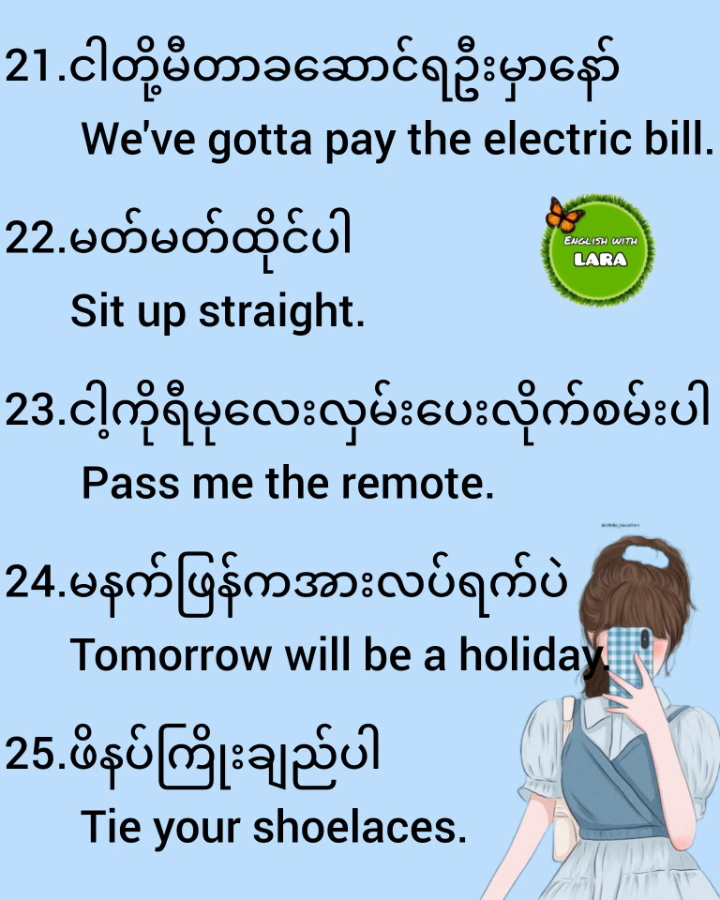 21.ငါတို့မီတာခဆောင်ရဦးမှာနော်
We've gotta pay the electric bill.
22.မတ်မတ်ထိုင်ပါ
ENGLISH WITH
LARA
Sit up straight.
23.ငါ့ကိုရီမုလေးလှမ်းပေးလိုက်စမ်းပါ
Pass me the remote.
24.မနက်ဖြန်ကအားလပ်ရက်ပဲ
Tomorrow will be a holiday.
25.ဖိနပ်ကြိုးချည်ပါ
Tie your shoelaces.